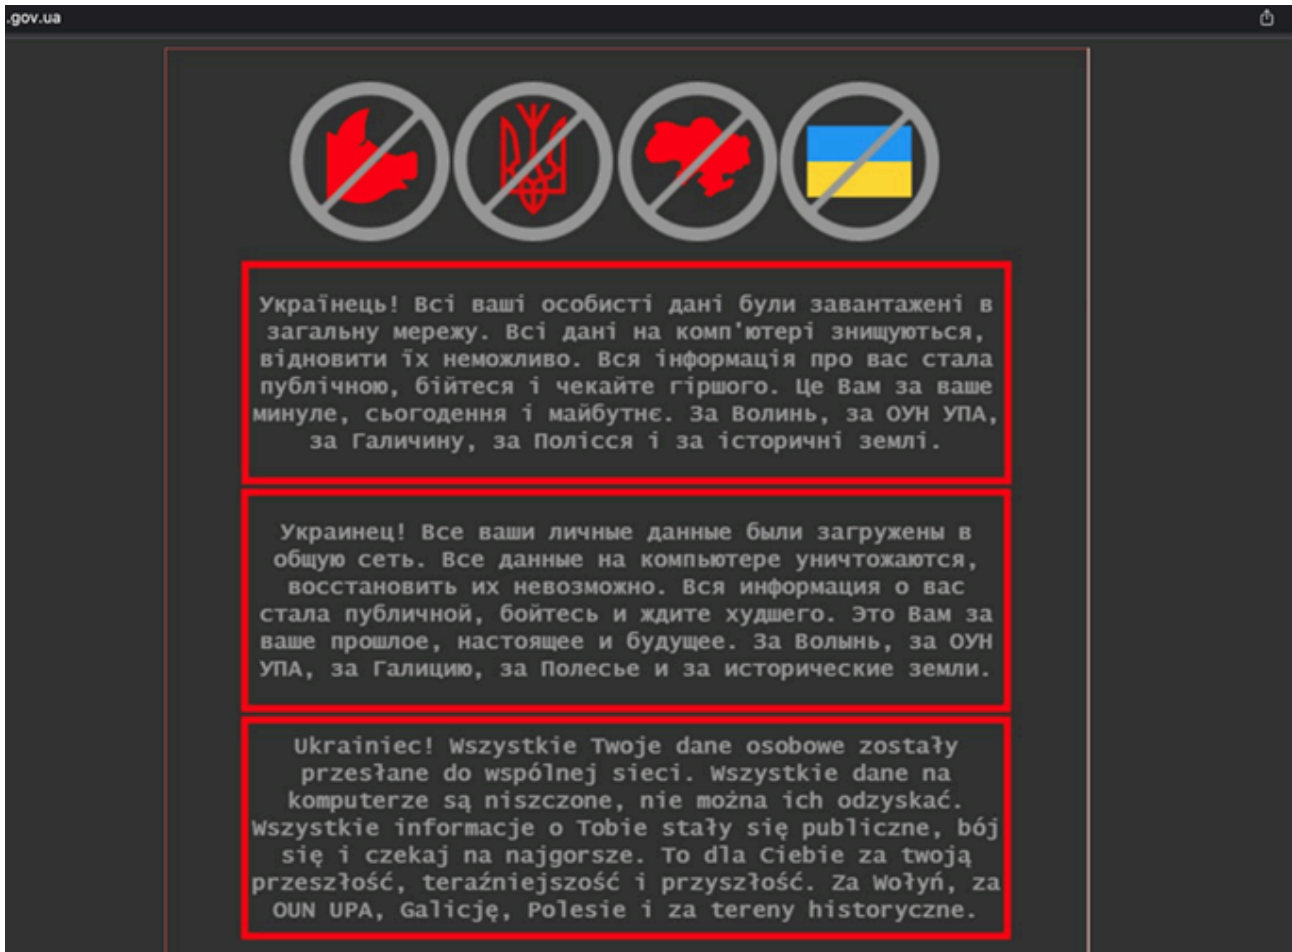 .gov.ua
Українець! Всі ваші особисті дані були завантажені в
загальну мережу. Всі дані на комп'ютері знищуються,
відновити їх неможливо. Вся інформація про вас стала
публічною, бійтеся і чекайте гіршого. Це Вам за ваше
минуле, сьогодення і майбутнє. За Волинь, за ОУН УПА,
за Галичину, за Полісся і за історичні землі.
Украинец! Все ваши личные данные были загружены в
общую сеть. Все данные на компьютере уничтожаются,
восстановить их невозможно. Вся информация о вас
стала публичной, бойтесь и ждите худшего. Это Вам за
ваше прошлое, настоящее и будущее. За Волынь, за ОУН
УПА, за Галицию, за Полесье и за исторические земли.
Ukrainiec! Wszystkie Twoje dane osobowe zostały
przesłane do wspólnej sieci. Wszystkie dane na
komputerze są niszczone, nie można ich odzyskać.
Wszystkie informacje o Tobie stały się publiczne, bój
się i czekaj na najgorsze. To dla Ciebie za twoją
przeszłość, teraźniejszość i przyszłość. Za Wołyń, za
OUN UPA, Galicję, Polesie i za tereny historyczne.